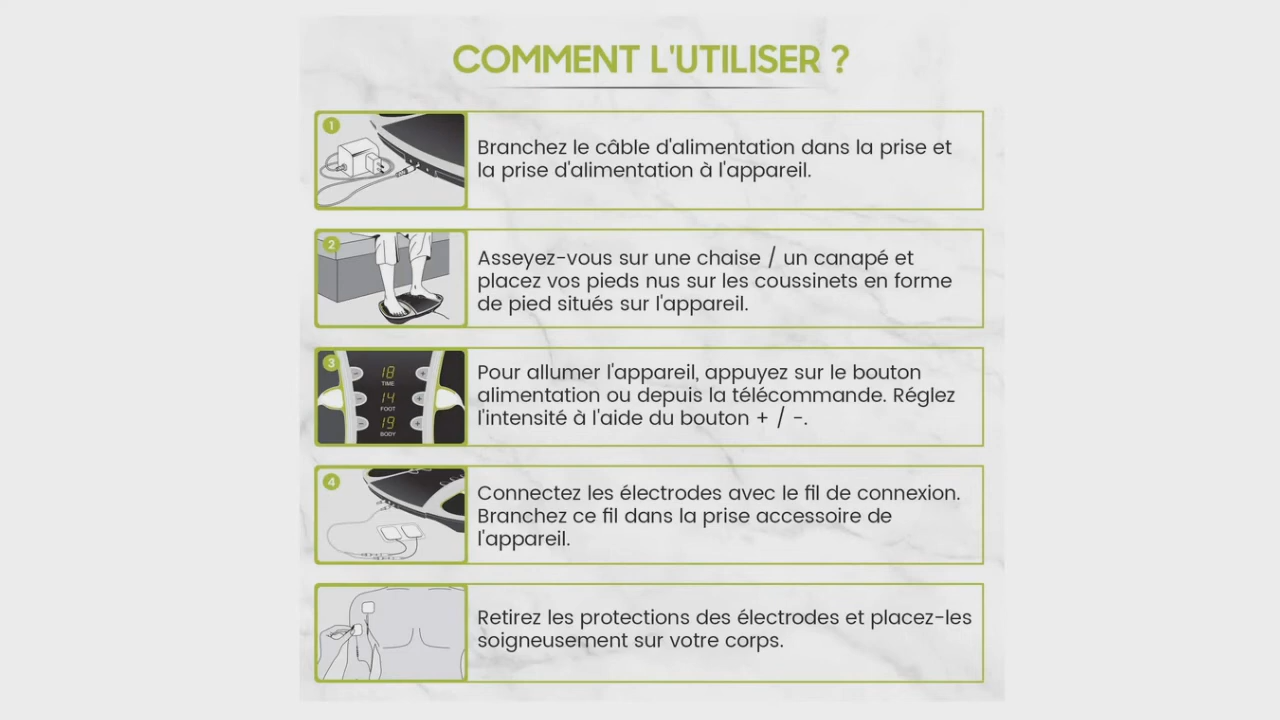 COMMENT L'UTILISER ?
1
Branchez le câble d'alimentation dans la prise et
la prise d'alimentation à l'appareil.
2
Asseyez-vous sur une chaise / un canapé et
placez vos pieds nus sur les coussinets en forme
de pied situés sur l'appareil.
3
18
TIME
14
FOOT
19
BODY
Pour allumer l'appareil, appuyez sur le bouton
alimentation ou depuis la télécommande. Réglez
l'intensité à l'aide du bouton + / -.
4
Connectez les électrodes avec le fil de connexion.
Branchez ce fil dans la prise accessoire de
l'appareil.
Retirez les protections des électrodes et placez-les
soigneusement sur votre corps.